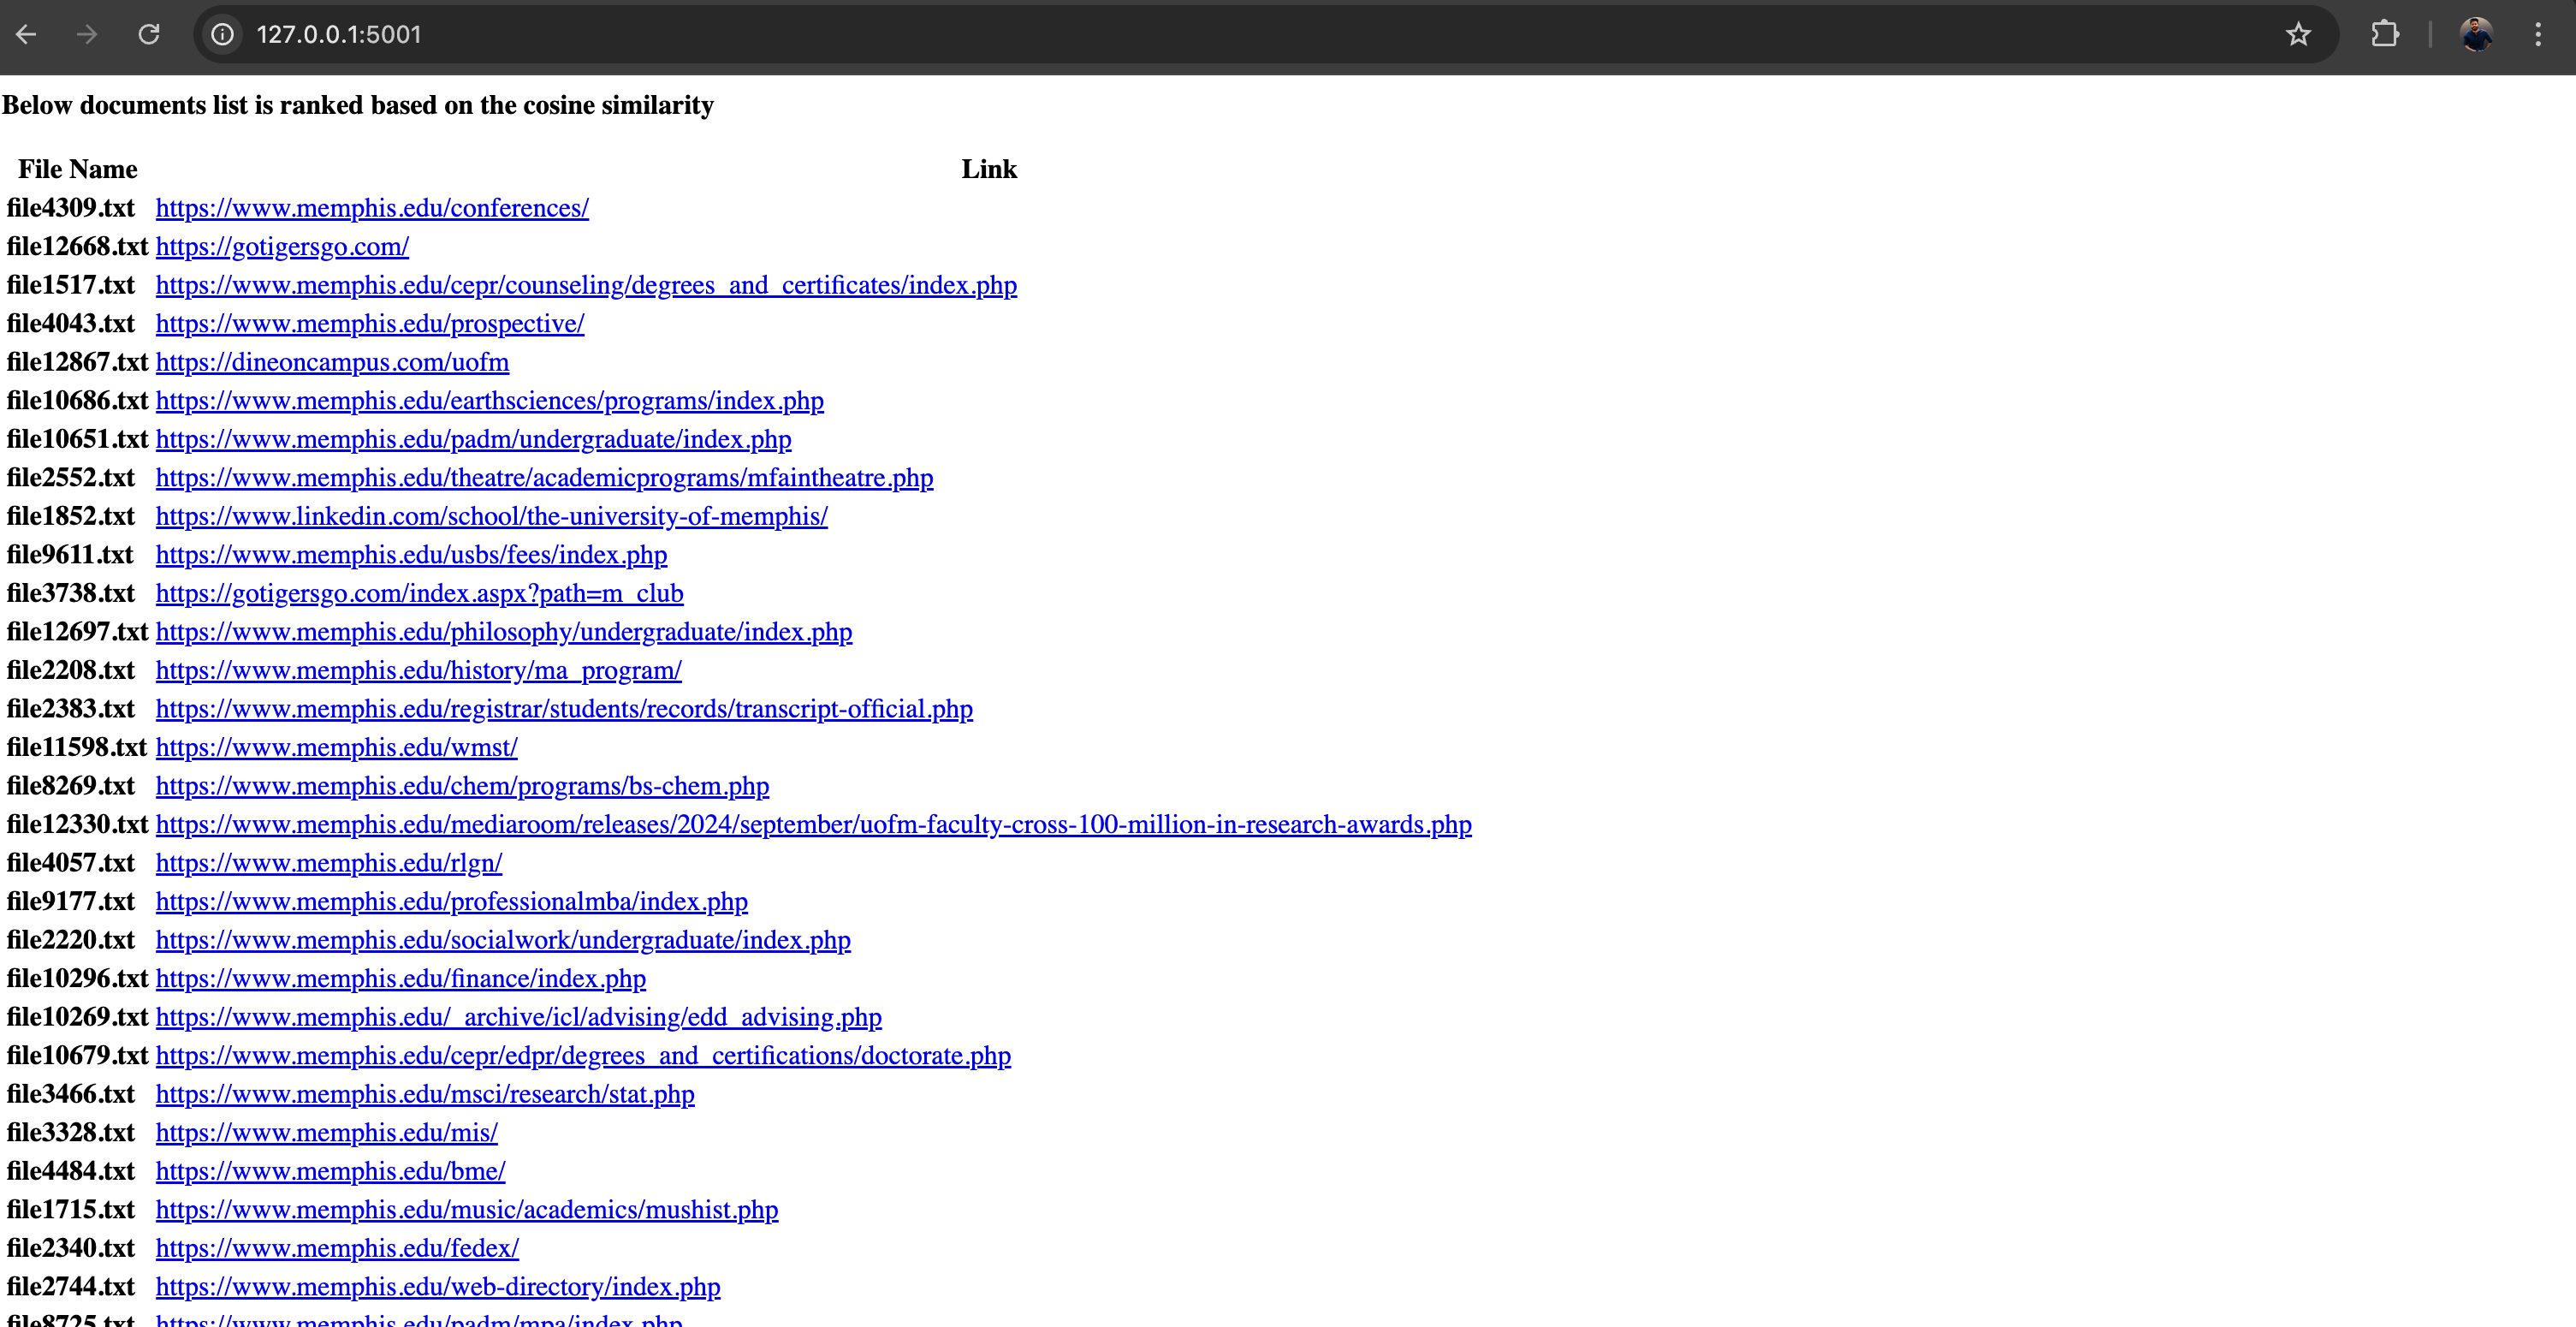 127.0.0.1:5001
Below documents list is ranked based on the cosine similarity
File Name Link
file4309.txt https://www.memphis.edu/conferences/
file12668.txt https://gotigersgo.com/
file1517.txt https://www.memphis.edu/cepr/counseling/degrees_and_certificates/index.php
file4043.txt https://www.memphis.edu/prospective/
file12867.txt https://dineoncampus.com/uofm
file10686.txt https://www.memphis.edu/earthsciences/programs/index.php
file10651.txt https://www.memphis.edu/padm/undergraduate/index.php
file2552.txt https://www.memphis.edu/theatre/academicprograms/mfaintheatre.php
file1852.txt https://www.linkedin.com/school/the-university-of-memphis/
file9611.txt https://www.memphis.edu/usbs/fees/index.php
file3738.txt https://gotigersgo.com/index.aspx?path=m_club
file12697.txt https://www.memphis.edu/philosophy/undergraduate/index.php
file2208.txt https://www.memphis.edu/history/ma_program/
file2383.txt https://www.memphis.edu/registrar/students/records/transcript-official.php
file11598.txt https://www.memphis.edu/wmst/
file8269.txt https://www.memphis.edu/chem/programs/bs-chem.php
file12330.txt https://www.memphis.edu/mediaroom/releases/2024/september/uofm-faculty-cross-100-million-in-research-awards.php
file4057.txt https://www.memphis.edu/rlgn/
file9177.txt https://www.memphis.edu/professionalmba/index.php
file2220.txt https://www.memphis.edu/socialwork/undergraduate/index.php
file10296.txt https://www.memphis.edu/finance/index.php
file10269.txt https://www.memphis.edu/_archive/icl/advising/edd_advising.php
file10679.txt https://www.memphis.edu/cepr/edpr/degrees_and_certifications/doctorate.php
file3466.txt https://www.memphis.edu/msci/research/stat.php
file3328.txt https://www.memphis.edu/mis/
file4484.txt https://www.memphis.edu/bme/
file1715.txt https://www.memphis.edu/music/academics/mushist.php
file2340.txt https://www.memphis.edu/fedex/
file2744.txt https://www.memphis.edu/web-directory/index.php
file8725.txt https://www.memphis.edu/padm/mpa/index.php